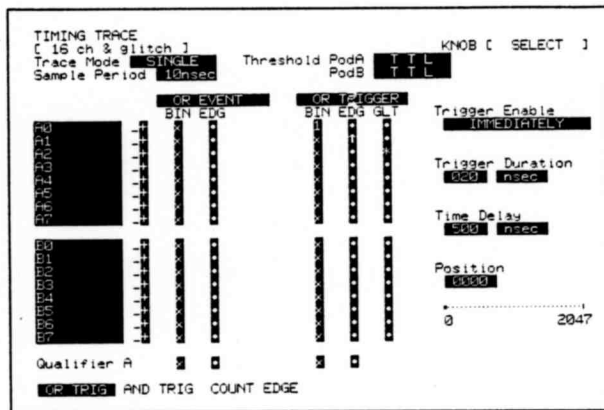 TIMING TRACE
[ 16 ch & glitch ]
KNOB [ SELECT ]
Trace Mode SINGLE
Threshold PodA T T L
Sample Period 10nsec
PodB T T L
OR EVENT
OR TRIGGER
BIN EDG
BIN EDG GLT
Trigger Enable
IMMEDIATELY
A0 -+ x • 1 • •
A1 -+ x • x ↑ •
A2 -+ x • x • *
A3 -+ x • x • •
A4 -+ x • x • •
A5 -+ x • x • •
A6 -+ x • x • •
A7 -+ x • x • •
Trigger Duration
020 nsec
Time Delay
500 nsec
B0 -+ x • x • •
B1 -+ x • x • •
B2 -+ x • x • •
B3 -+ x • x • •
B4 -+ x • x • •
B5 -+ x • x • •
B6 -+ x • x • •
B7 -+ x • x • •
Position
0000
0 2047
Qualifier A x • x •
OR TRIG AND TRIG COUNT EDGE